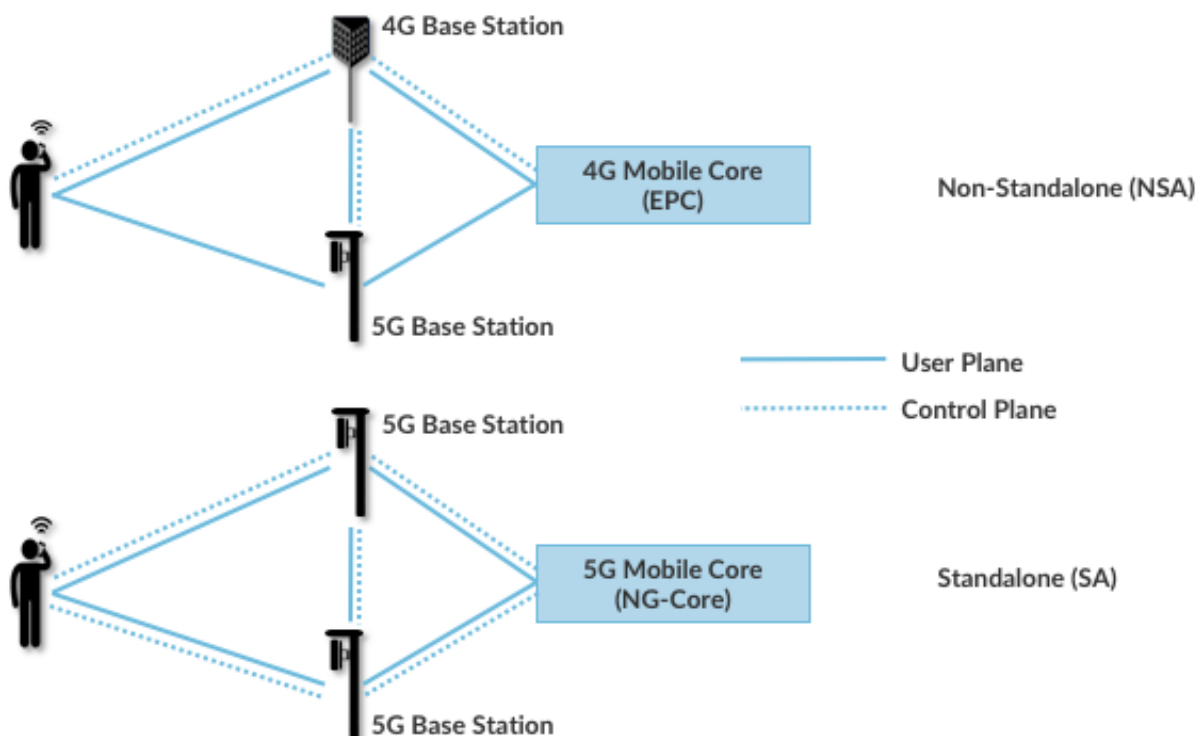 4G Base Station
4G Mobile Core
(EPC)
Non-Standalone (NSA)
5G Base Station
User Plane
Control Plane
5G Base Station
5G Mobile Core
(NG-Core)
Standalone (SA)
5G Base Station